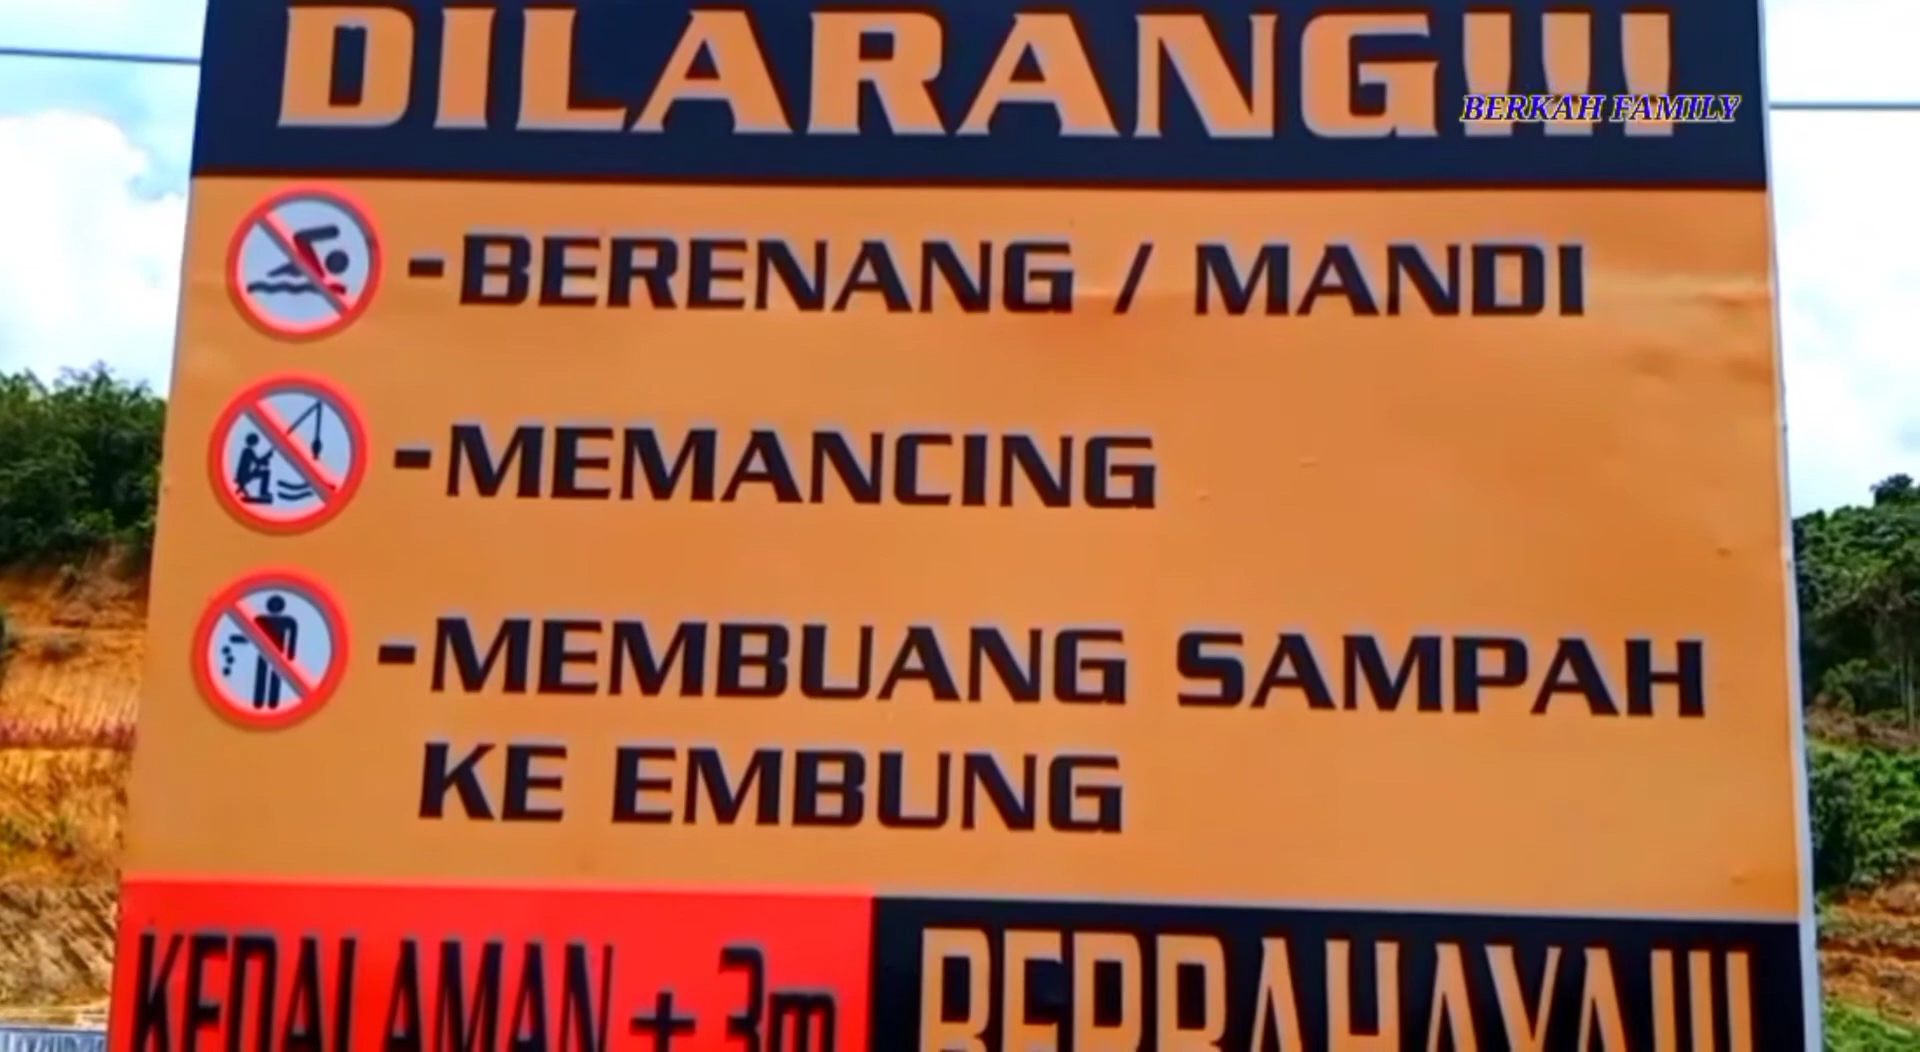 DILARANG!!!
BERKAH FAMILY
-BERENANG / MANDI
-MEMANCING
-MEMBUANG SAMPAH
KE EMBUNG
KEDALAMAN ± 3m
BERBAHAYA!!!